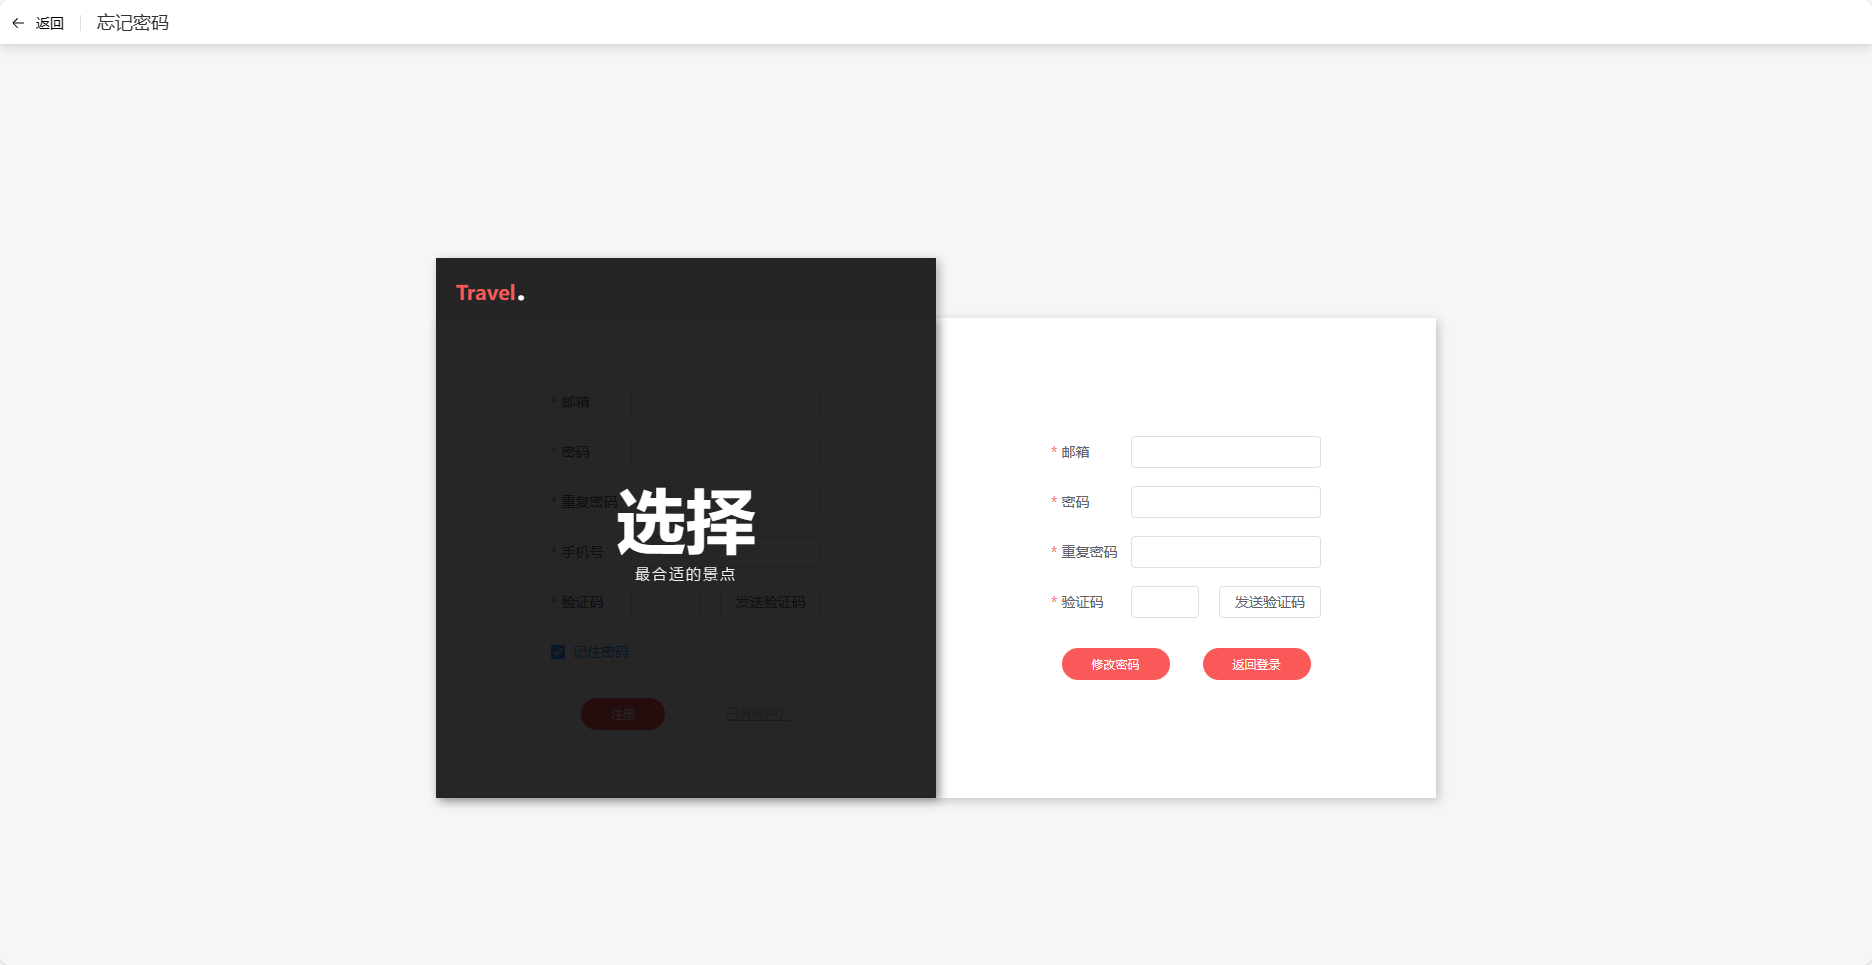 返回 忘记密码
Travel.
* 邮箱
* 密码
* 重复密码
* 手机号
* 验证码 发送验证码
记住密码
注册 已有账户？
选择
最合适的景点
* 邮箱
* 密码
* 重复密码
* 验证码 发送验证码
修改密码 返回登录